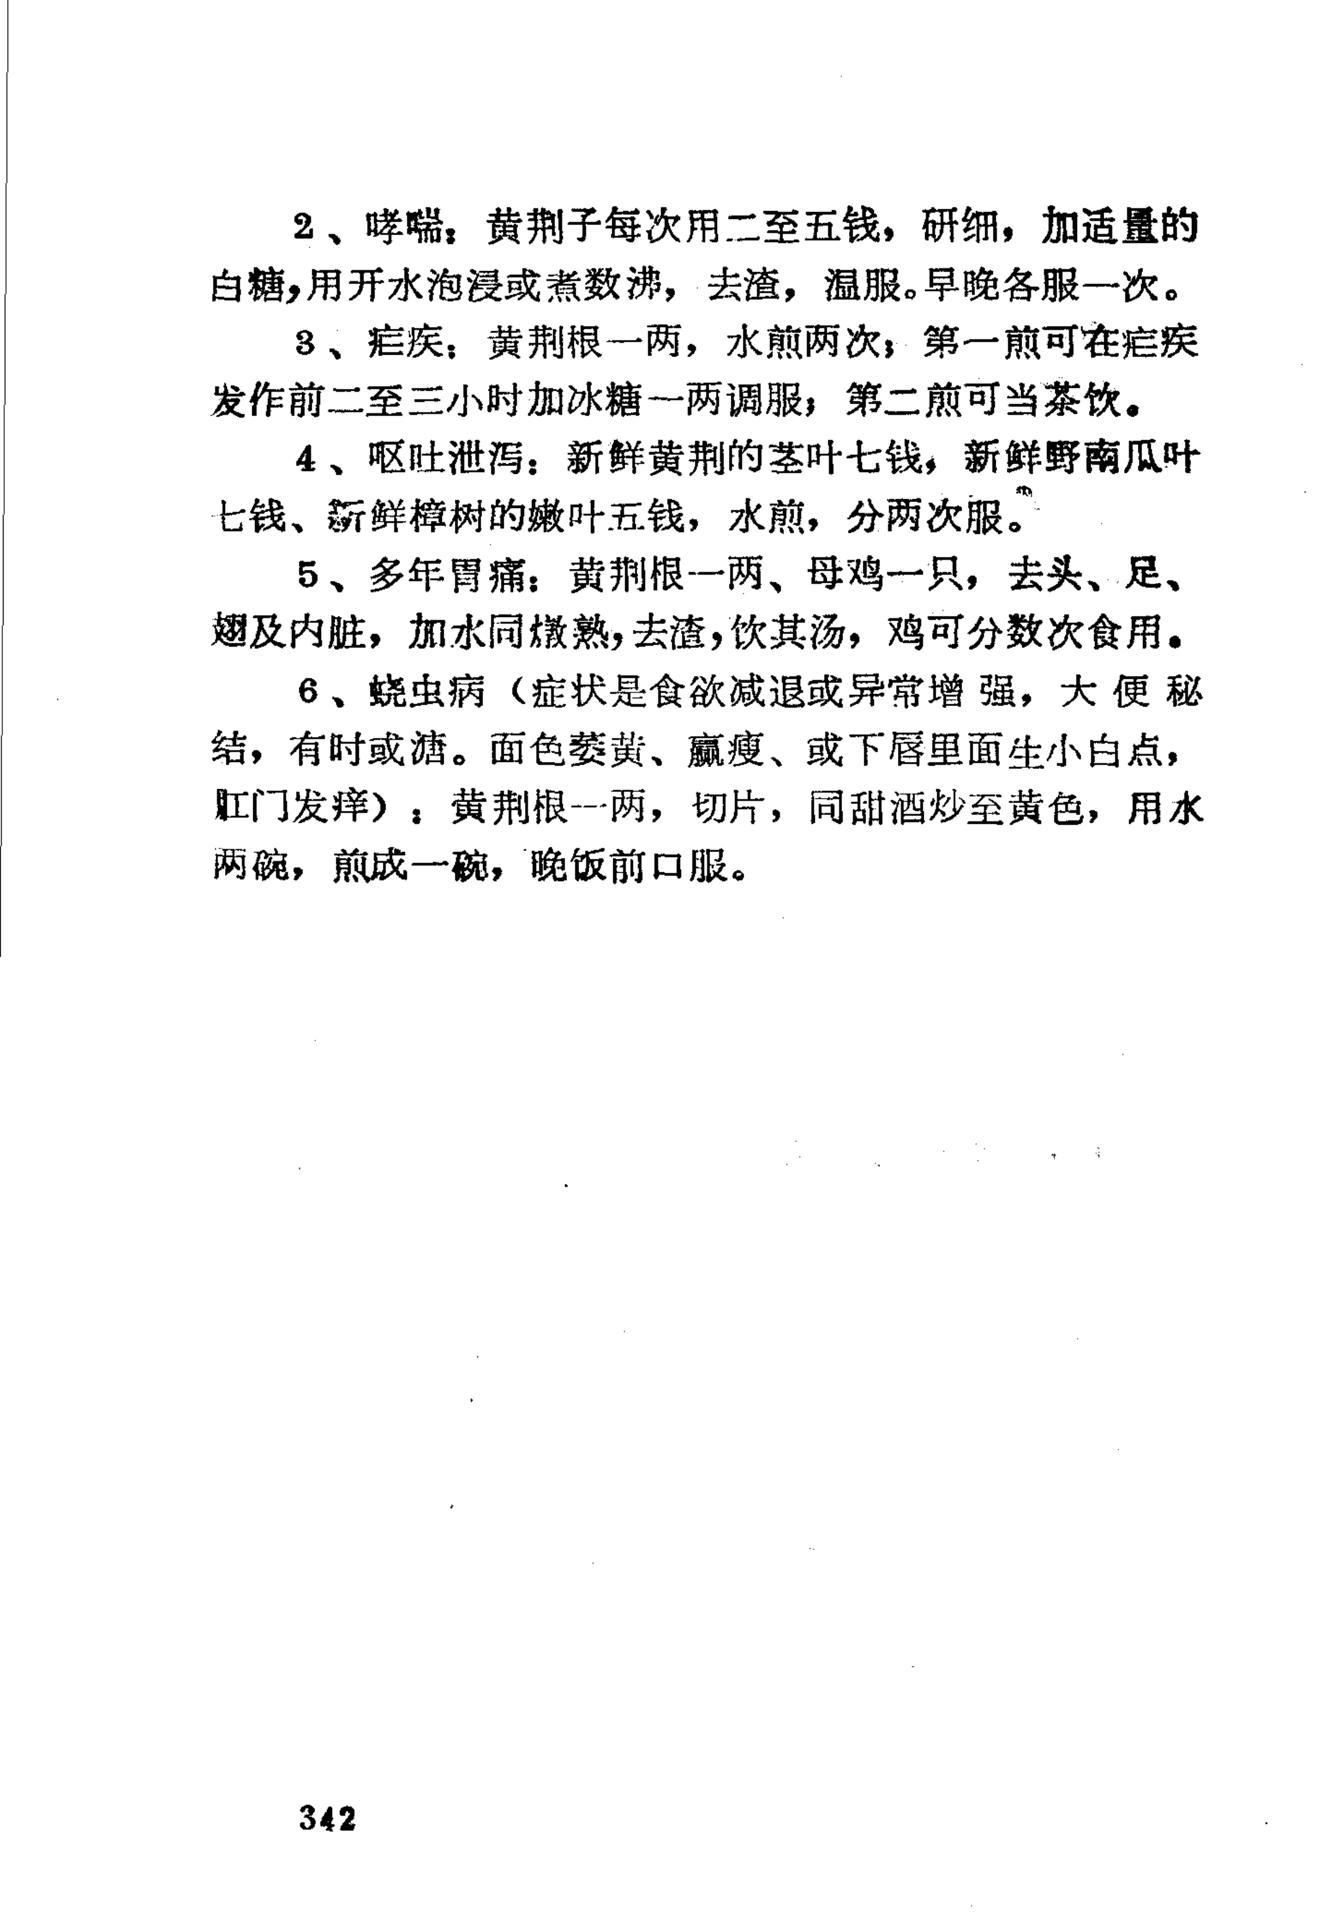 2、哮喘：黄荆子每次用二至五钱，研细，加适量的
白糖，用开水泡浸或煮数沸，去渣，温服。早晚各服一次。
3、疟疾：黄荆根一两，水煎两次；第一煎可在疟疾
发作前二至三小时加冰糖一两调服；第二煎可当茶饮。
4、呕吐泄泻：新鲜黄荆的茎叶七钱，新鲜野南瓜叶
七钱、新鲜樟树的嫩叶五钱，水煎，分两次服。
5、多年胃痛：黄荆根一两、母鸡一只，去头、足、
翅及内脏，加水同燉熟，去渣，饮其汤，鸡可分数次食用。
6、蛲虫病（症状是食欲减退或异常增强，大便秘
结，有时或溏。面色萎黄、羸瘦、或下唇里面生小白点，
肛门发痒）：黄荆根一两，切片，同甜酒炒至黄色，用水
两碗，煎成一碗，晚饭前口服。
342